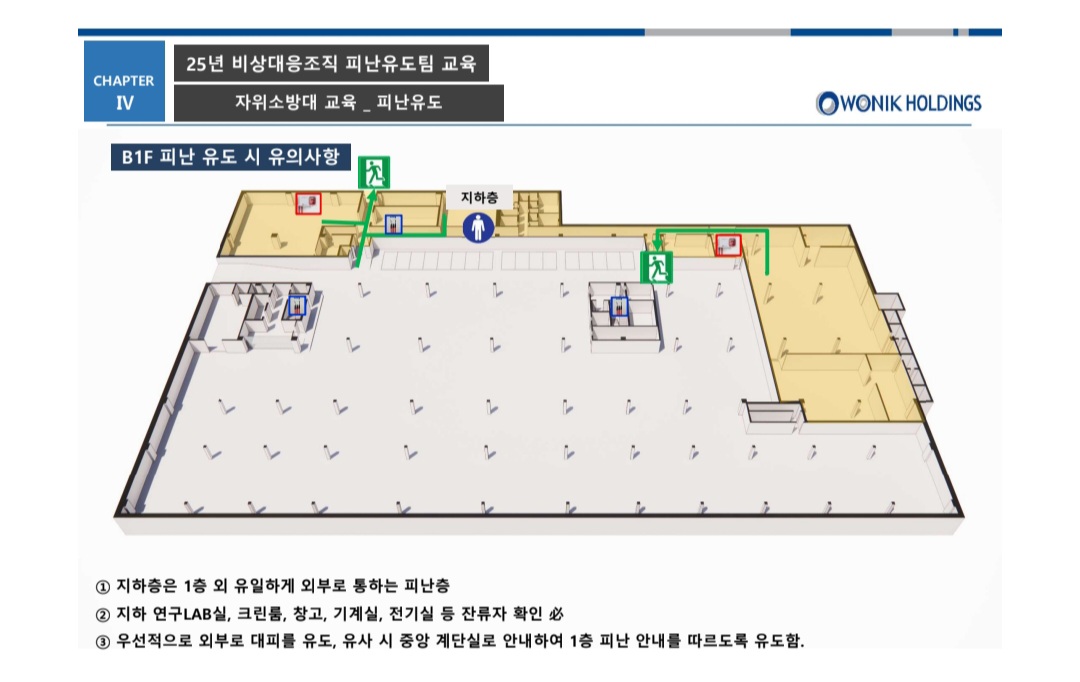 CHAPTER
IV
25년 비상대응조직 피난유도팀 교육
자위소방대 교육 _ 피난유도
WONIK HOLDINGS
B1F 피난 유도 시 유의사항
지하층
① 지하층은 1층 외 유일하게 외부로 통하는 피난층
② 지하 연구LAB실, 크린룸, 창고, 기계실, 전기실 등 잔류자 확인 必
③ 우선적으로 외부로 대피를 유도, 유사 시 중앙 계단실로 안내하여 1층 피난 안내를 따르도록 유도함.